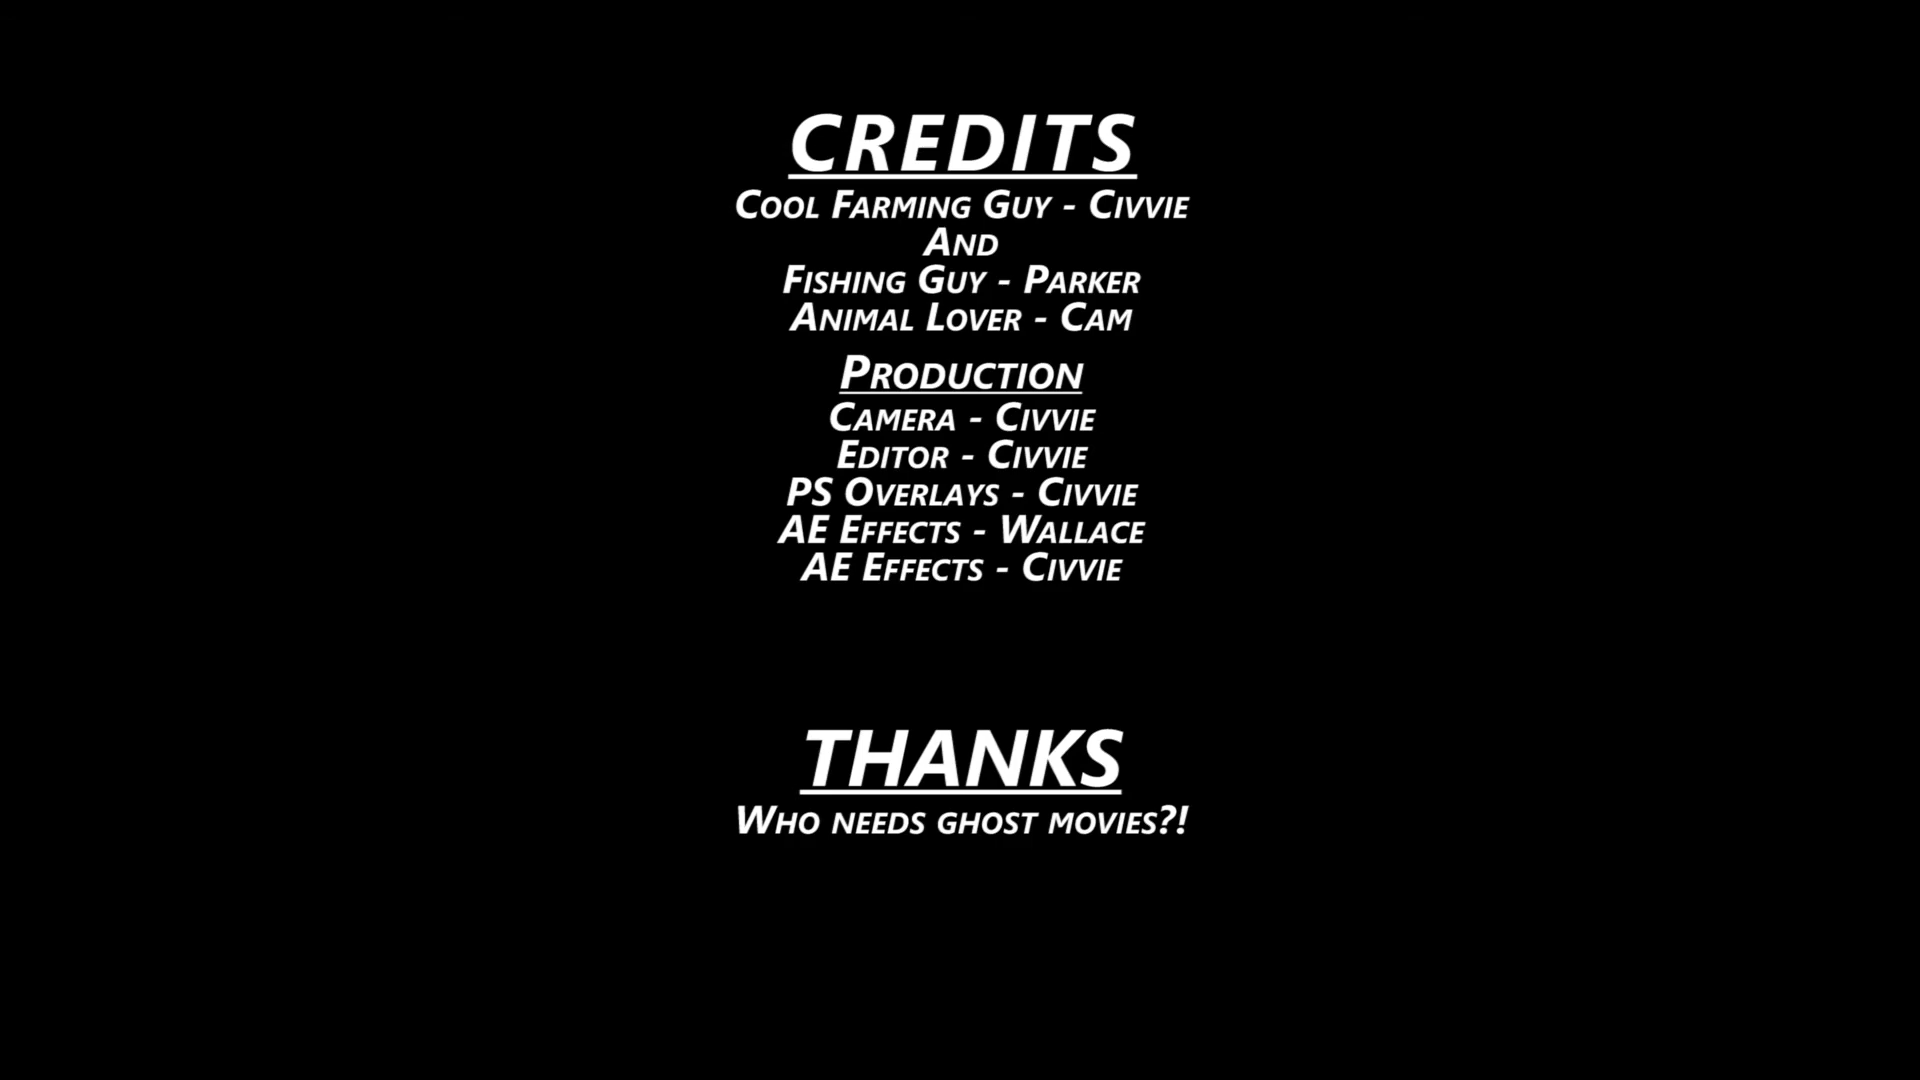 CREDITS
COOL FARMING GUY - CIVVIE
AND
FISHING GUY - PARKER
ANIMAL LOVER - CAM
PRODUCTION
CAMERA - CIVVIE
EDITOR - CIVVIE
PS OVERLAYS - CIVVIE
AE EFFECTS - WALLACE
AE EFFECTS - CIVVIE
THANKS
WHO NEEDS GHOST MOVIES?!